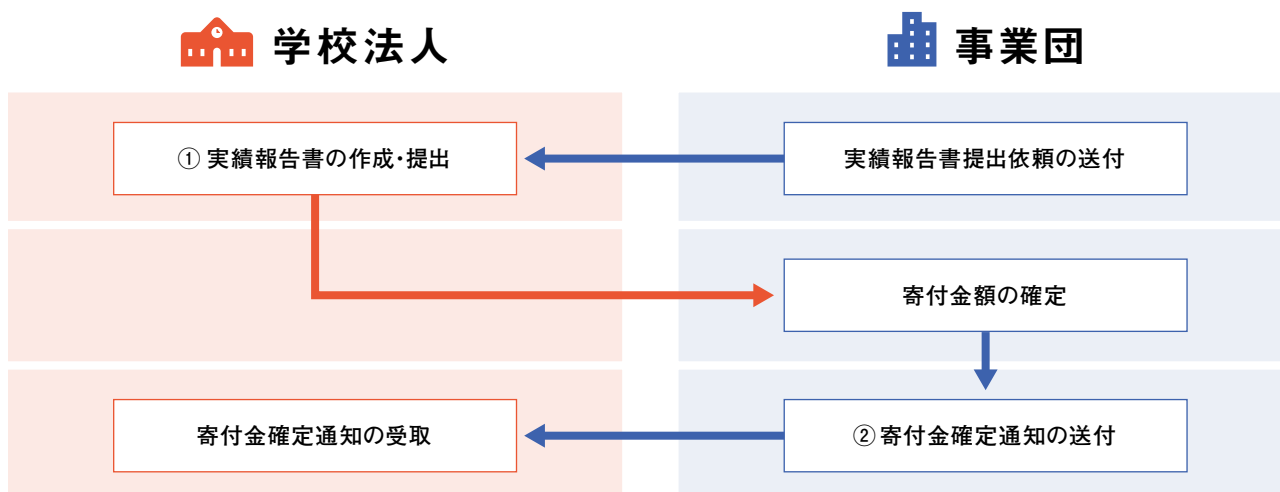 学校法人
事業団
① 実績報告書の作成・提出
実績報告書提出依頼の送付
寄付金額の確定
寄付金確定通知の受取
② 寄付金確定通知の送付